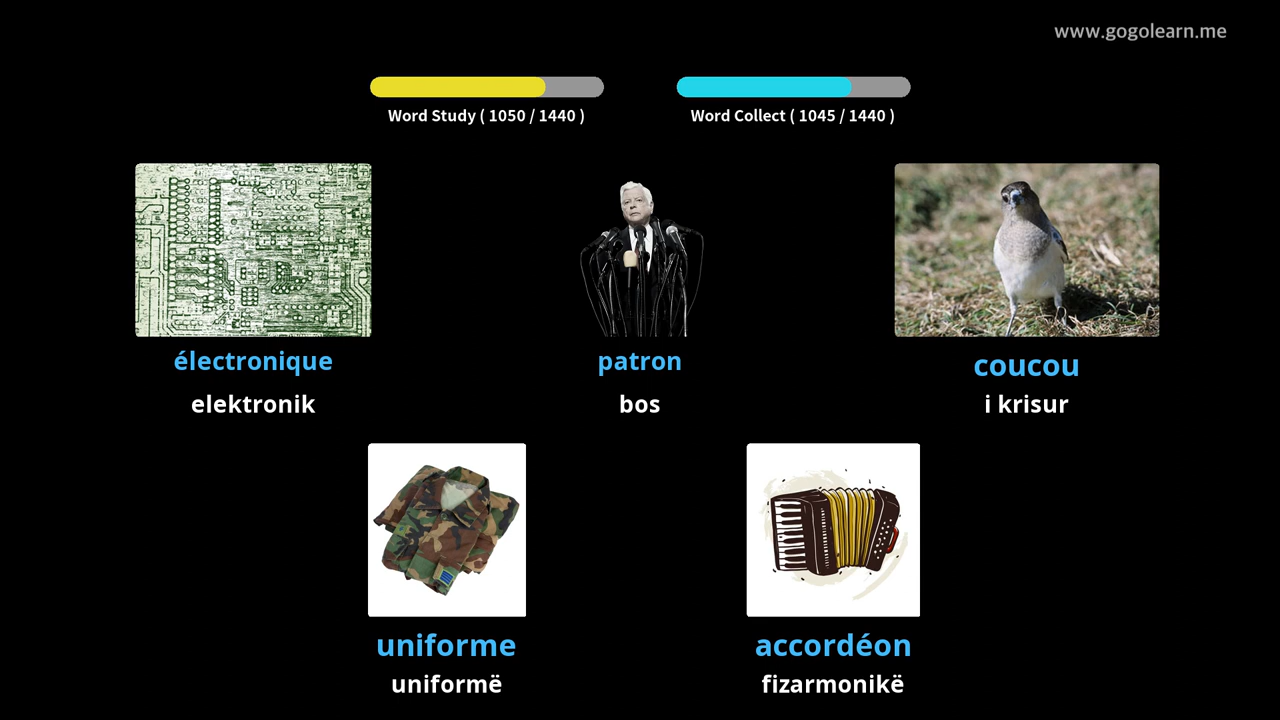 www.gogolearn.me
Word Study ( 1050 / 1440 )
Word Collect ( 1045 / 1440 )
électronique
elektronik
patron
bos
coucou
i krisur
uniforme
uniformë
accordéon
fizarmonikë